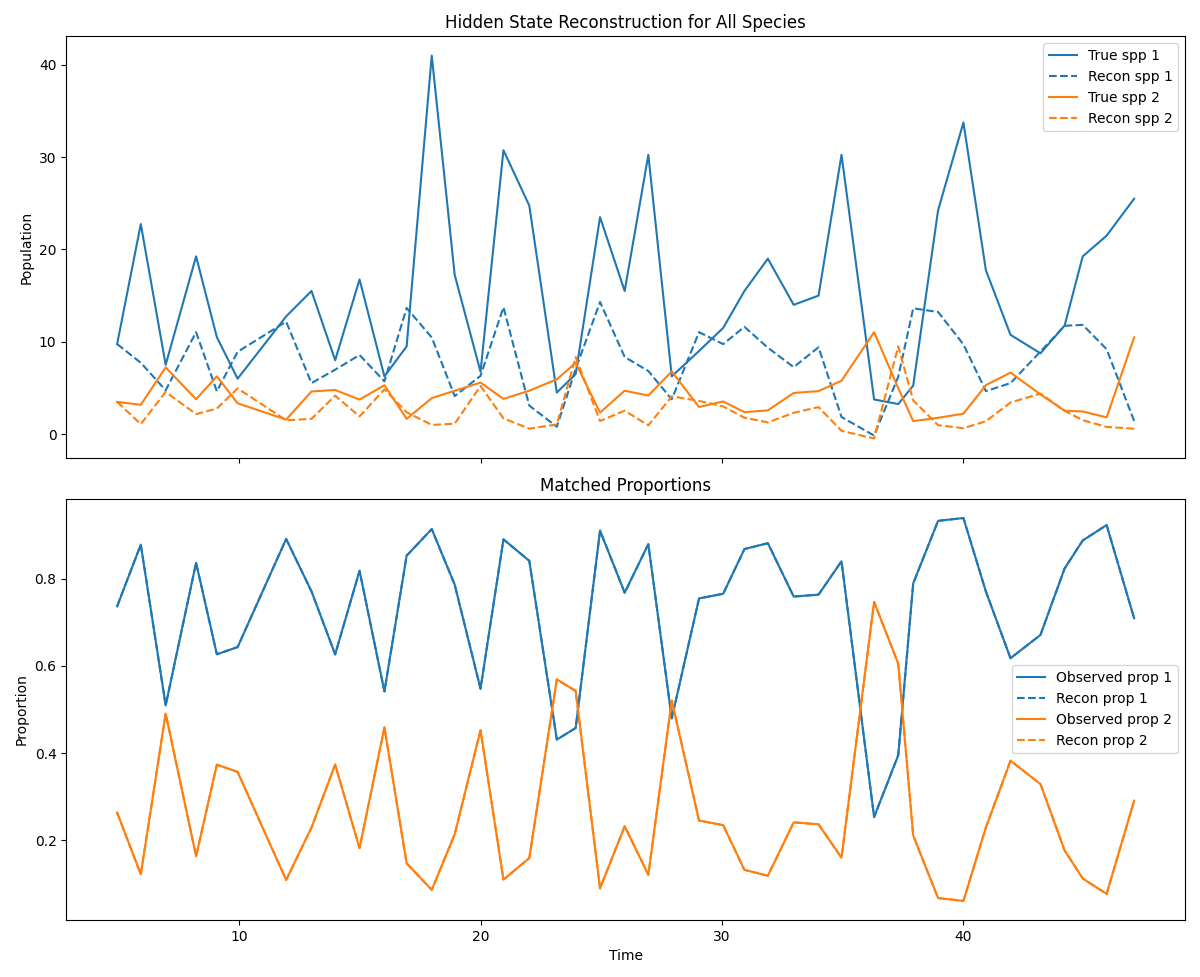 Hidden State Reconstruction for All Species
40
30
20
10
0
Population
True spp 1
Recon spp 1
True spp 2
Recon spp 2
Matched Proportions
0.8
0.6
0.4
0.2
Proportion
Observed prop 1
Recon prop 1
Observed prop 2
Recon prop 2
10 20 30 40
Time